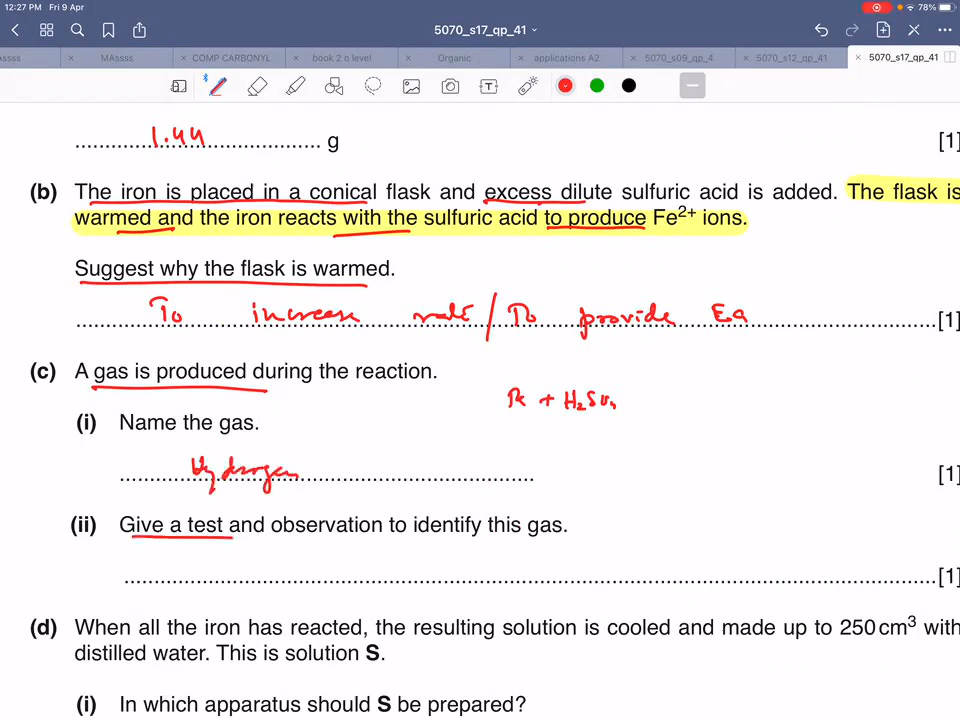 12:27 PM Fri 9 Apr 78%
5070_s17_qp_41
Assss MAssss COMP CARBONYL book 2 o level Organic applications A2 5070_s09_qp_4 5070_s12_qp_41 5070_s17_qp_41
1.44 g [1]
(b) The iron is placed in a conical flask and excess dilute sulfuric acid is added. The flask is
warmed and the iron reacts with the sulfuric acid to produce Fe2+ ions.
Suggest why the flask is warmed.
To increase rate / To provide Ea [1]
(c) A gas is produced during the reaction.
Fe + H2SO4
(i) Name the gas.
Hydrogen [1]
(ii) Give a test and observation to identify this gas.
[1]
(d) When all the iron has reacted, the resulting solution is cooled and made up to 250 cm3 with
distilled water. This is solution S.
(i) In which apparatus should S be prepared?